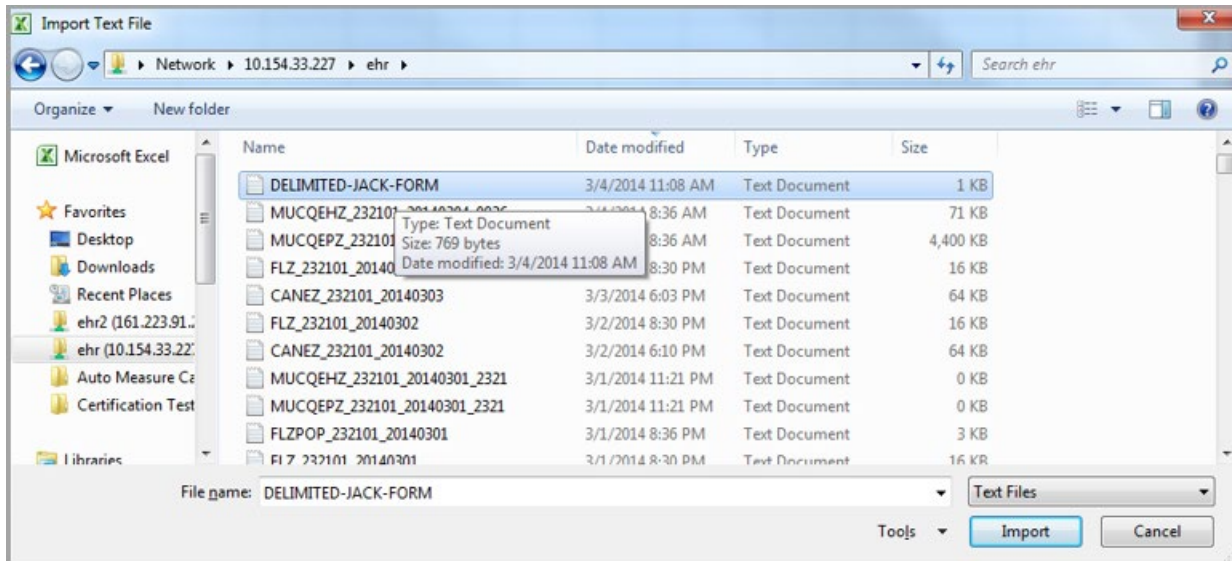 Import Text File
Network ▸ 10.154.33.227 ▸ ehr ▸ Search ehr
Organize New folder
Microsoft Excel
Favorites
Desktop
Downloads
Recent Places
ehr2 (161.223.91.2
ehr (10.154.33.227
Auto Measure Ca
Certification Test
Libraries
Name Date modified Type Size
DELIMITED-JACK-FORM 3/4/2014 11:08 AM Text Document 1 KB
MUCQEHZ_232101_20140304_0836 3/4/2014 8:36 AM Text Document 71 KB
MUCQEPZ_232101 8:36 AM Text Document 4,400 KB
FLZ_232101_20140 8:30 PM Text Document 16 KB
CANEZ_232101_20140303 3/3/2014 6:03 PM Text Document 64 KB
FLZ_232101_20140302 3/2/2014 8:30 PM Text Document 16 KB
CANEZ_232101_20140302 3/2/2014 6:10 PM Text Document 64 KB
MUCQEHZ_232101_20140301_2321 3/1/2014 11:21 PM Text Document 0 KB
MUCQEPZ_232101_20140301_2321 3/1/2014 11:21 PM Text Document 0 KB
FLZPOP_232101_20140301 3/1/2014 8:36 PM Text Document 3 KB
FLZ_232101_20140301 3/1/2014 8:30 PM Text Document 16 KB
Type: Text Document
Size: 769 bytes
Date modified: 3/4/2014 11:08 AM
File name: DELIMITED-JACK-FORM Text Files
Tools Import Cancel